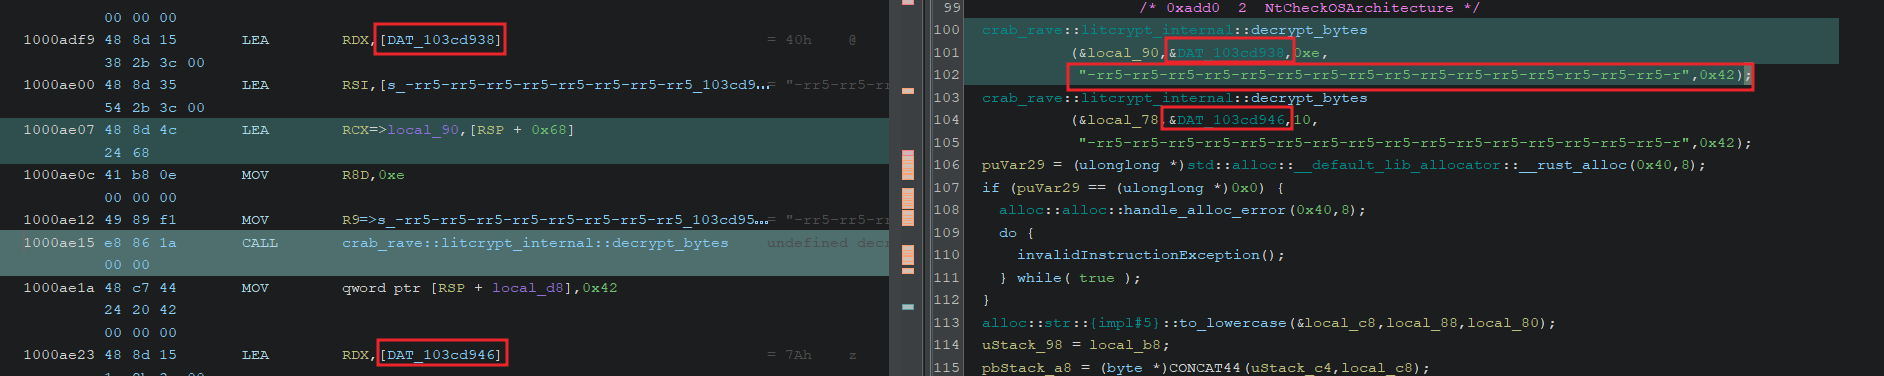 00 00 00
1000adf9 48 8d 15 LEA RDX,[DAT_103cd938] = 40h @
38 2b 3c 00
1000ae00 48 8d 35 LEA RSI,[s_-rr5-rr5-rr5-rr5-rr5-rr5-rr5-rr5_103cd9... = "-rr5-rr5-rr
54 2b 3c 00
1000ae07 48 8d 4c LEA RCX=>local_90,[RSP + 0x68]
24 68
1000ae0c 41 b8 0e MOV R8D,0xe
00 00 00
1000ae12 49 89 f1 MOV R9=>s_-rr5-rr5-rr5-rr5-rr5-rr5-rr5-rr5_103cd95... = "-rr5-rr5-rr
1000ae15 e8 86 1a CALL crab_rave::litcrypt_internal::decrypt_bytes undefined decr
00 00
1000ae1a 48 c7 44 MOV qword ptr [RSP + local_d8],0x42
24 20 42
00 00 00
1000ae23 48 8d 15 LEA RDX,[DAT_103cd946] = 7Ah z
99 /* 0xadd0 2 NtCheckOSArchitecture */
100 crab_rave::litcrypt_internal::decrypt_bytes
101 (&local_90,&DAT_103cd938,0xe,
102 "-rr5-rr5-rr5-rr5-rr5-rr5-rr5-rr5-rr5-rr5-rr5-rr5-rr5-rr5-rr5-rr5-r",0x42);
103 crab_rave::litcrypt_internal::decrypt_bytes
104 (&local_78,&DAT_103cd946,10,
105 "-rr5-rr5-rr5-rr5-rr5-rr5-rr5-rr5-rr5-rr5-rr5-rr5-rr5-rr5-rr5-rr5-r",0x42);
106 puVar29 = (ulonglong *)std::alloc::__default_lib_allocator::__rust_alloc(0x40,8);
107 if (puVar29 == (ulonglong *)0x0) {
108 alloc::alloc::handle_alloc_error(0x40,8);
109 do {
110 invalidInstructionException();
111 } while( true );
112 }
113 alloc::str::{impl#5}::to_lowercase(&local_c8,local_88,local_80);
114 uStack_98 = local_b8;
115 pbStack_a8 = (byte *)CONCAT44(uStack_c4,local_c8);